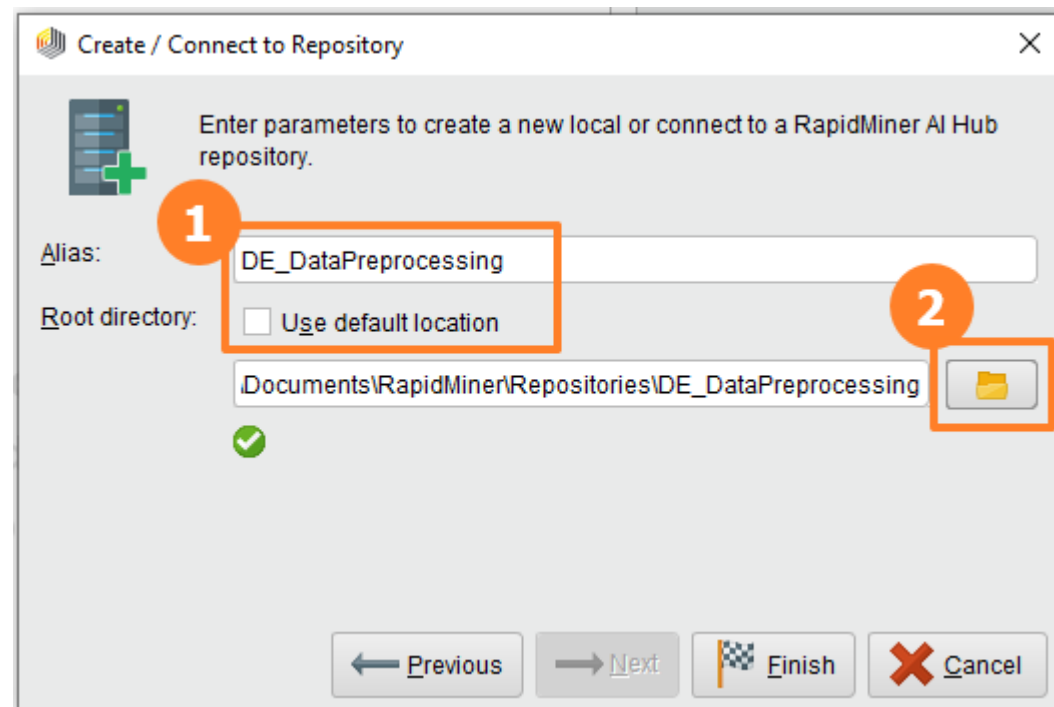 Create / Connect to Repository
Enter parameters to create a new local or connect to a RapidMiner AI Hub
repository.
1
Alias:
DE_DataPreprocessing
Root directory:
Use default location
2
\Documents\RapidMiner\Repositories\DE_DataPreprocessing
Previous
Next
Finish
Cancel